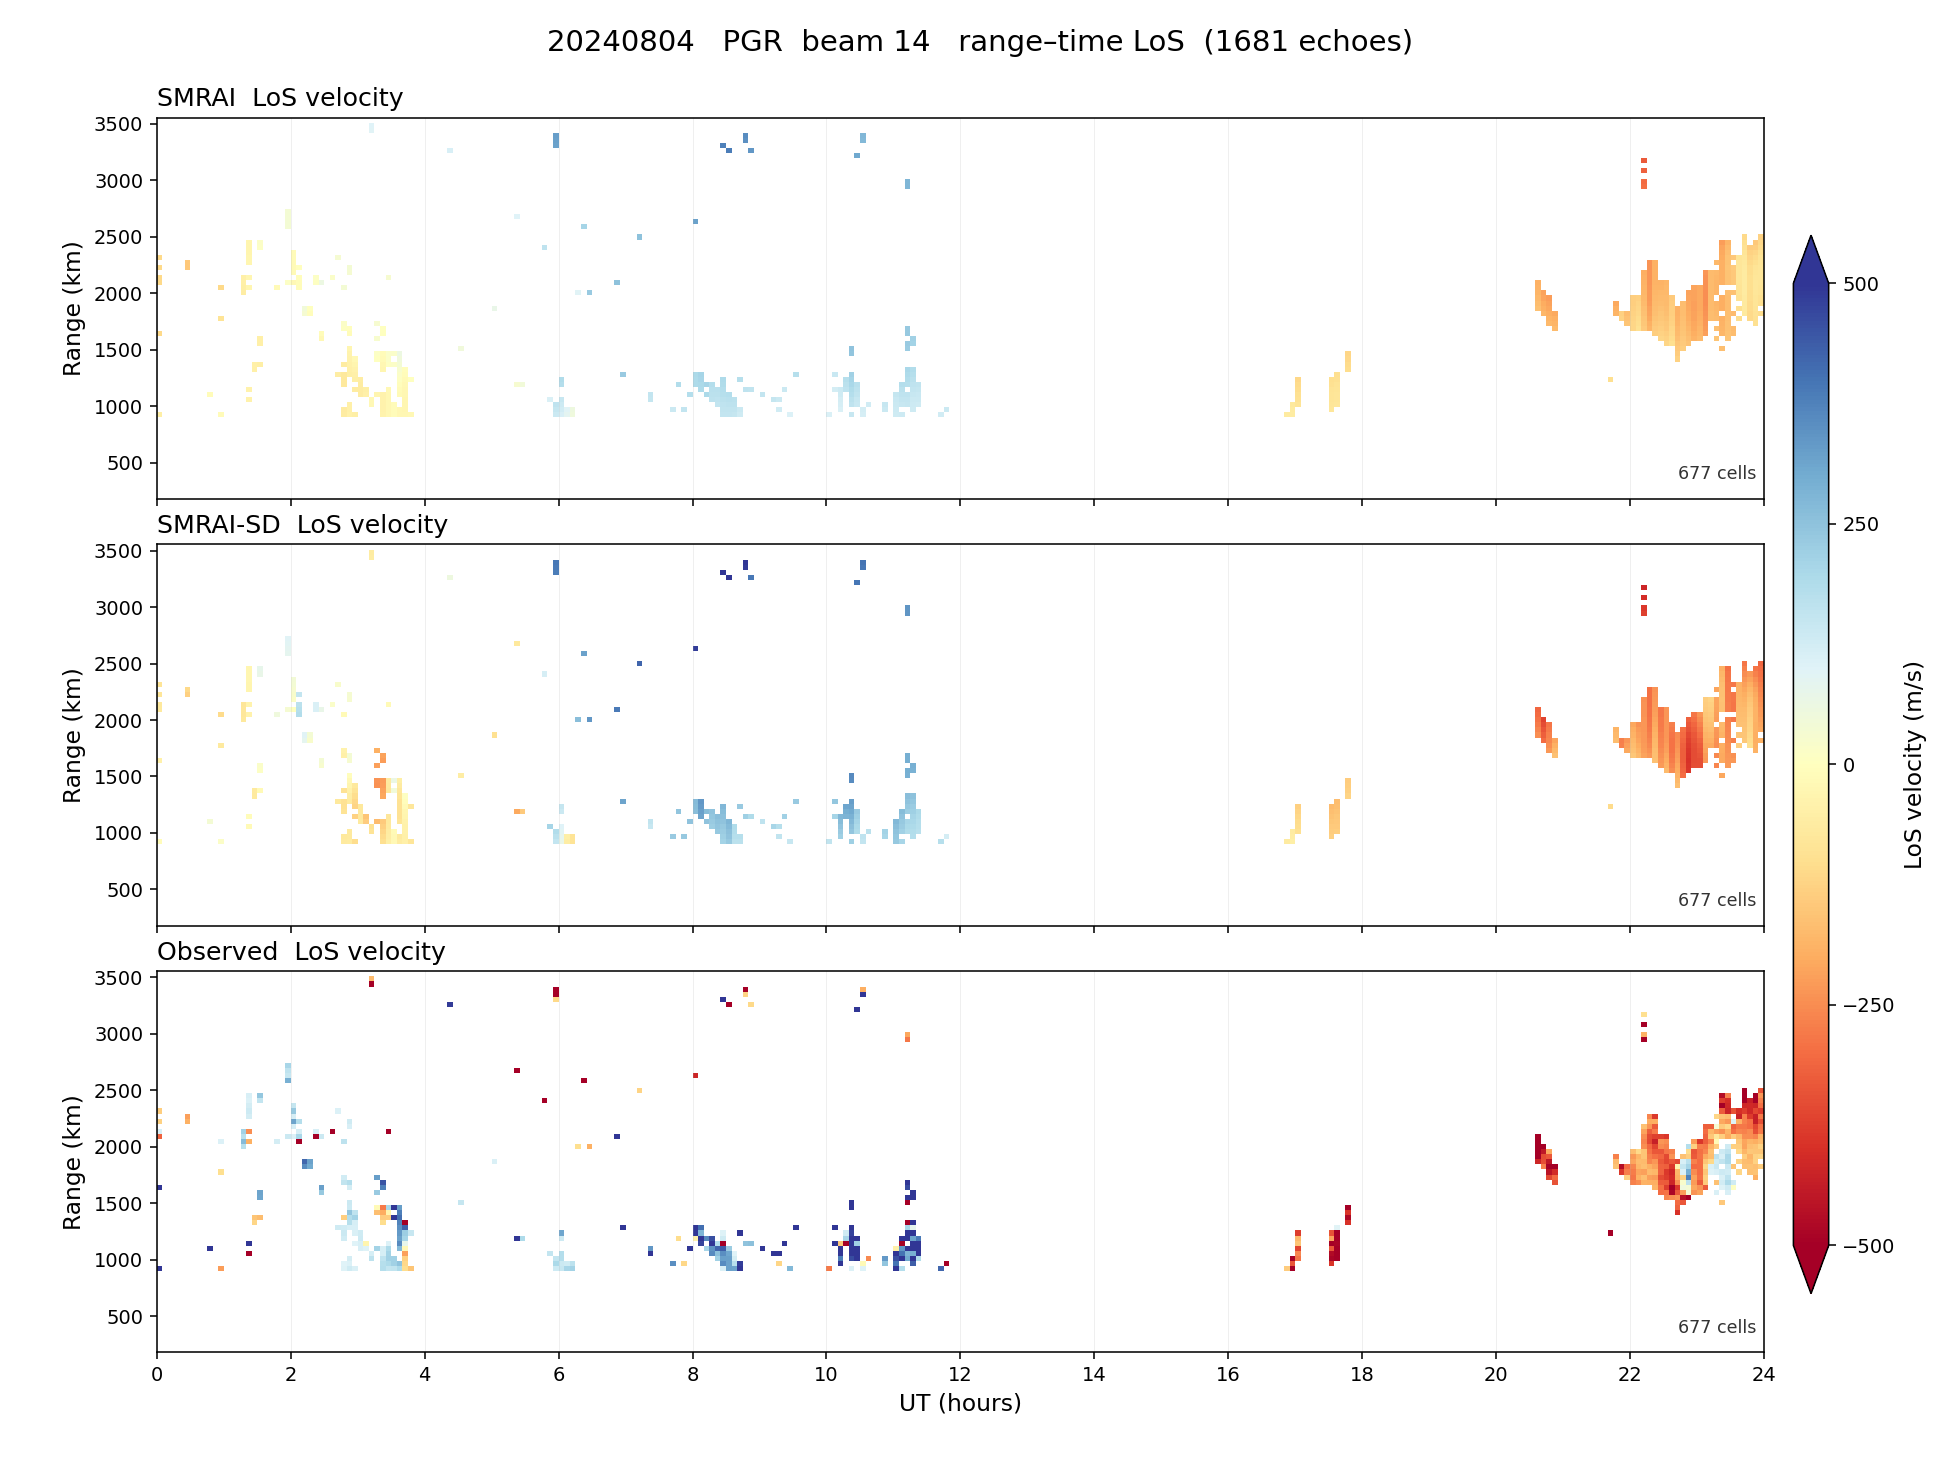 20240804   PGR  beam 14   range–time LoS  (1681 echoes)
SMRAI  LoS velocity
3500
3000
2500
2000
1500
1000
500
Range (km)
677 cells
SMRAI-SD  LoS velocity
3500
3000
2500
2000
1500
1000
500
Range (km)
677 cells
Observed  LoS velocity
3500
3000
2500
2000
1500
1000
500
Range (km)
677 cells
0 2 4 6 8 10 12 14 16 18 20 22 24
UT (hours)
500
250
0
−250
−500
LoS velocity (m/s)